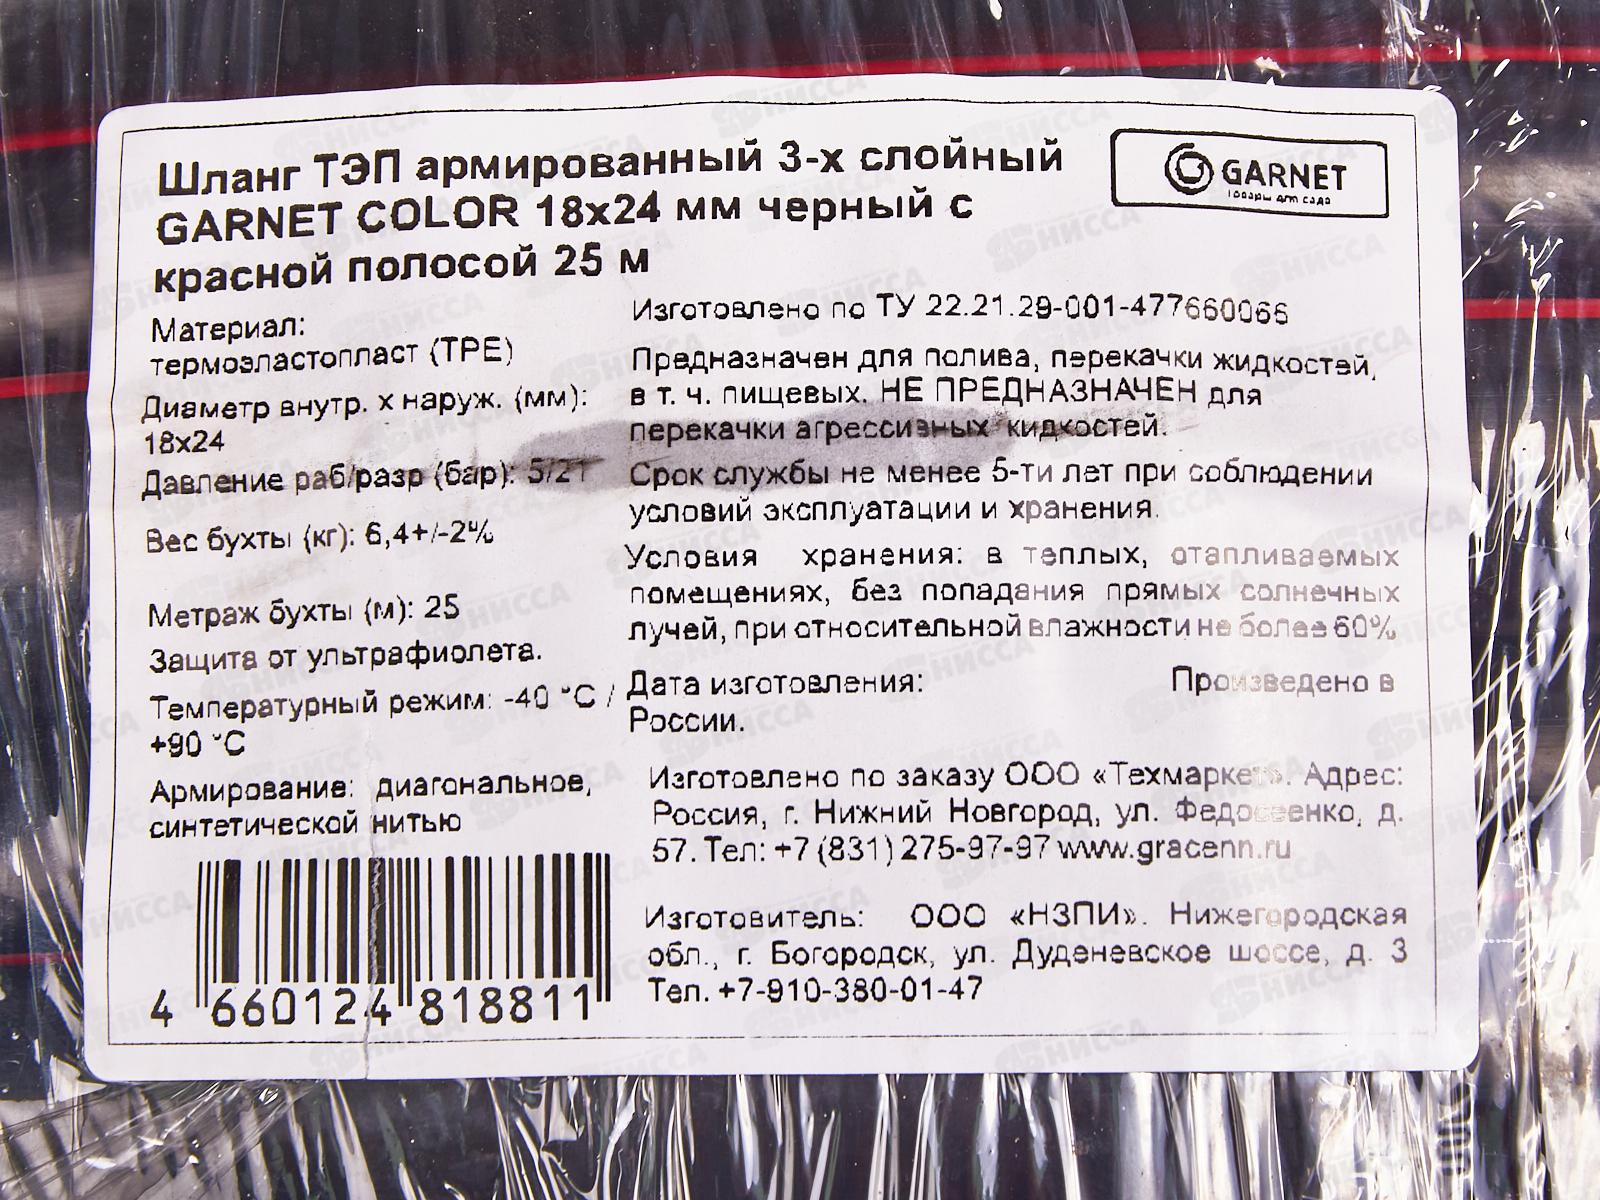 Шланг ТЭП армированный 3-х слойный
GARNET COLOR 18x24 мм черный с
красной полосой 25 м
GARNET
товары для сада
Материал:
термоэластопласт (TPE)
Диаметр внутр. х наруж. (мм):
18x24
Давление раб/разр (бар): 5/21
Вес бухты (кг): 6,4+/-2%
Метраж бухты (м): 25
Защита от ультрафиолета.
Температурный режим: -40 °C /
+90 °C
Армирование: диагональное,
синтетической нитью
4 660124 818811
Изготовлено по ТУ 22.21.29-001-477660066
Предназначен для полива, перекачки жидкостей,
в т. ч. пищевых. НЕ ПРЕДНАЗНАЧЕН для
перекачки агрессивных жидкостей.
Срок службы не менее 5-ти лет при соблюдении
условий эксплуатации и хранения.
Условия хранения: в теплых, отапливаемых
помещениях, без попадания прямых солнечных
лучей, при относительной влажности не более 60%
Дата изготовления: Произведено в
России.
Изготовлено по заказу ООО «Техмаркет». Адрес:
Россия, г. Нижний Новгород, ул. Федосеенко, д.
57. Тел: +7 (831) 275-97-97 www.gracenn.ru
Изготовитель: ООО «НЗПИ». Нижегородская
обл., г. Богородск, ул. Дуденевское шоссе, д. 3
Тел. +7-910-380-01-47
НИССА